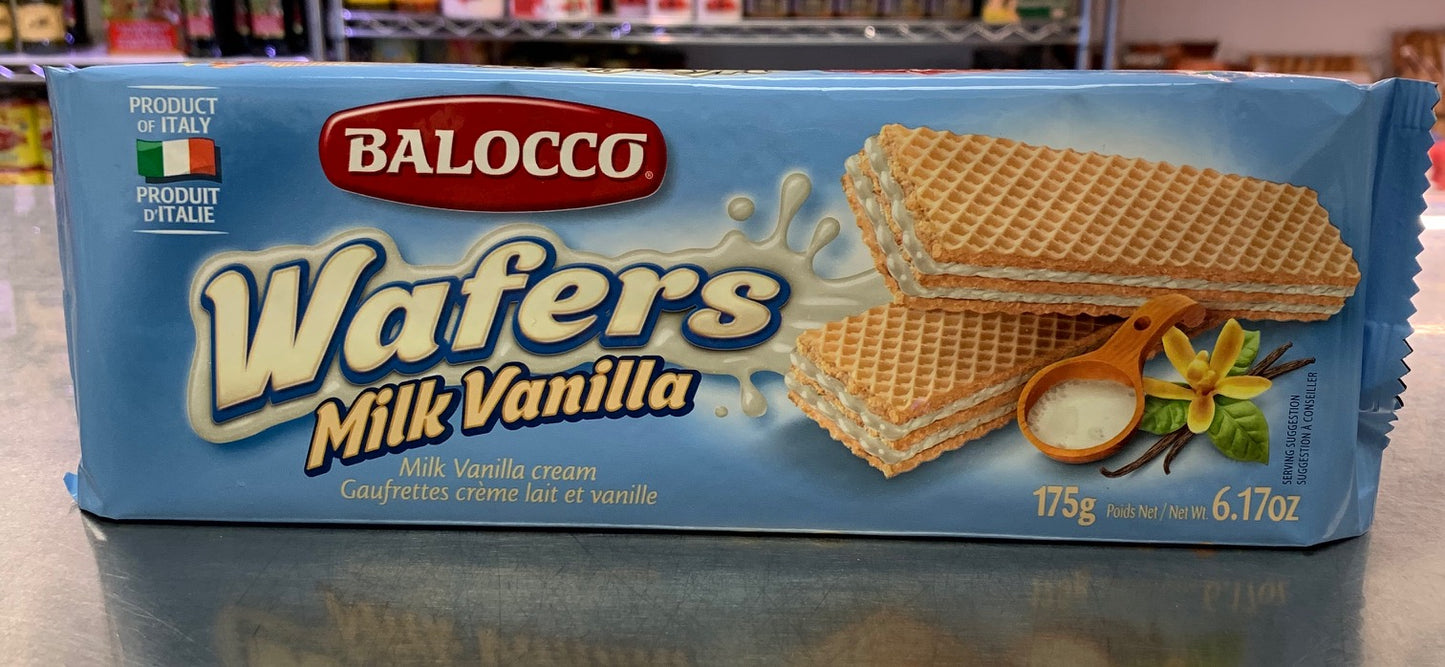 PRODUCT
OF ITALY
PRODUIT
D'ITALIE
BALOCCO®
Wafers
Milk Vanilla
Milk Vanilla cream
Gaufrettes crème lait et vanille
SERVING SUGGESTION
SUGGESTION À CONSEILLER
175g Poids Net / Net Wt. 6.17oz